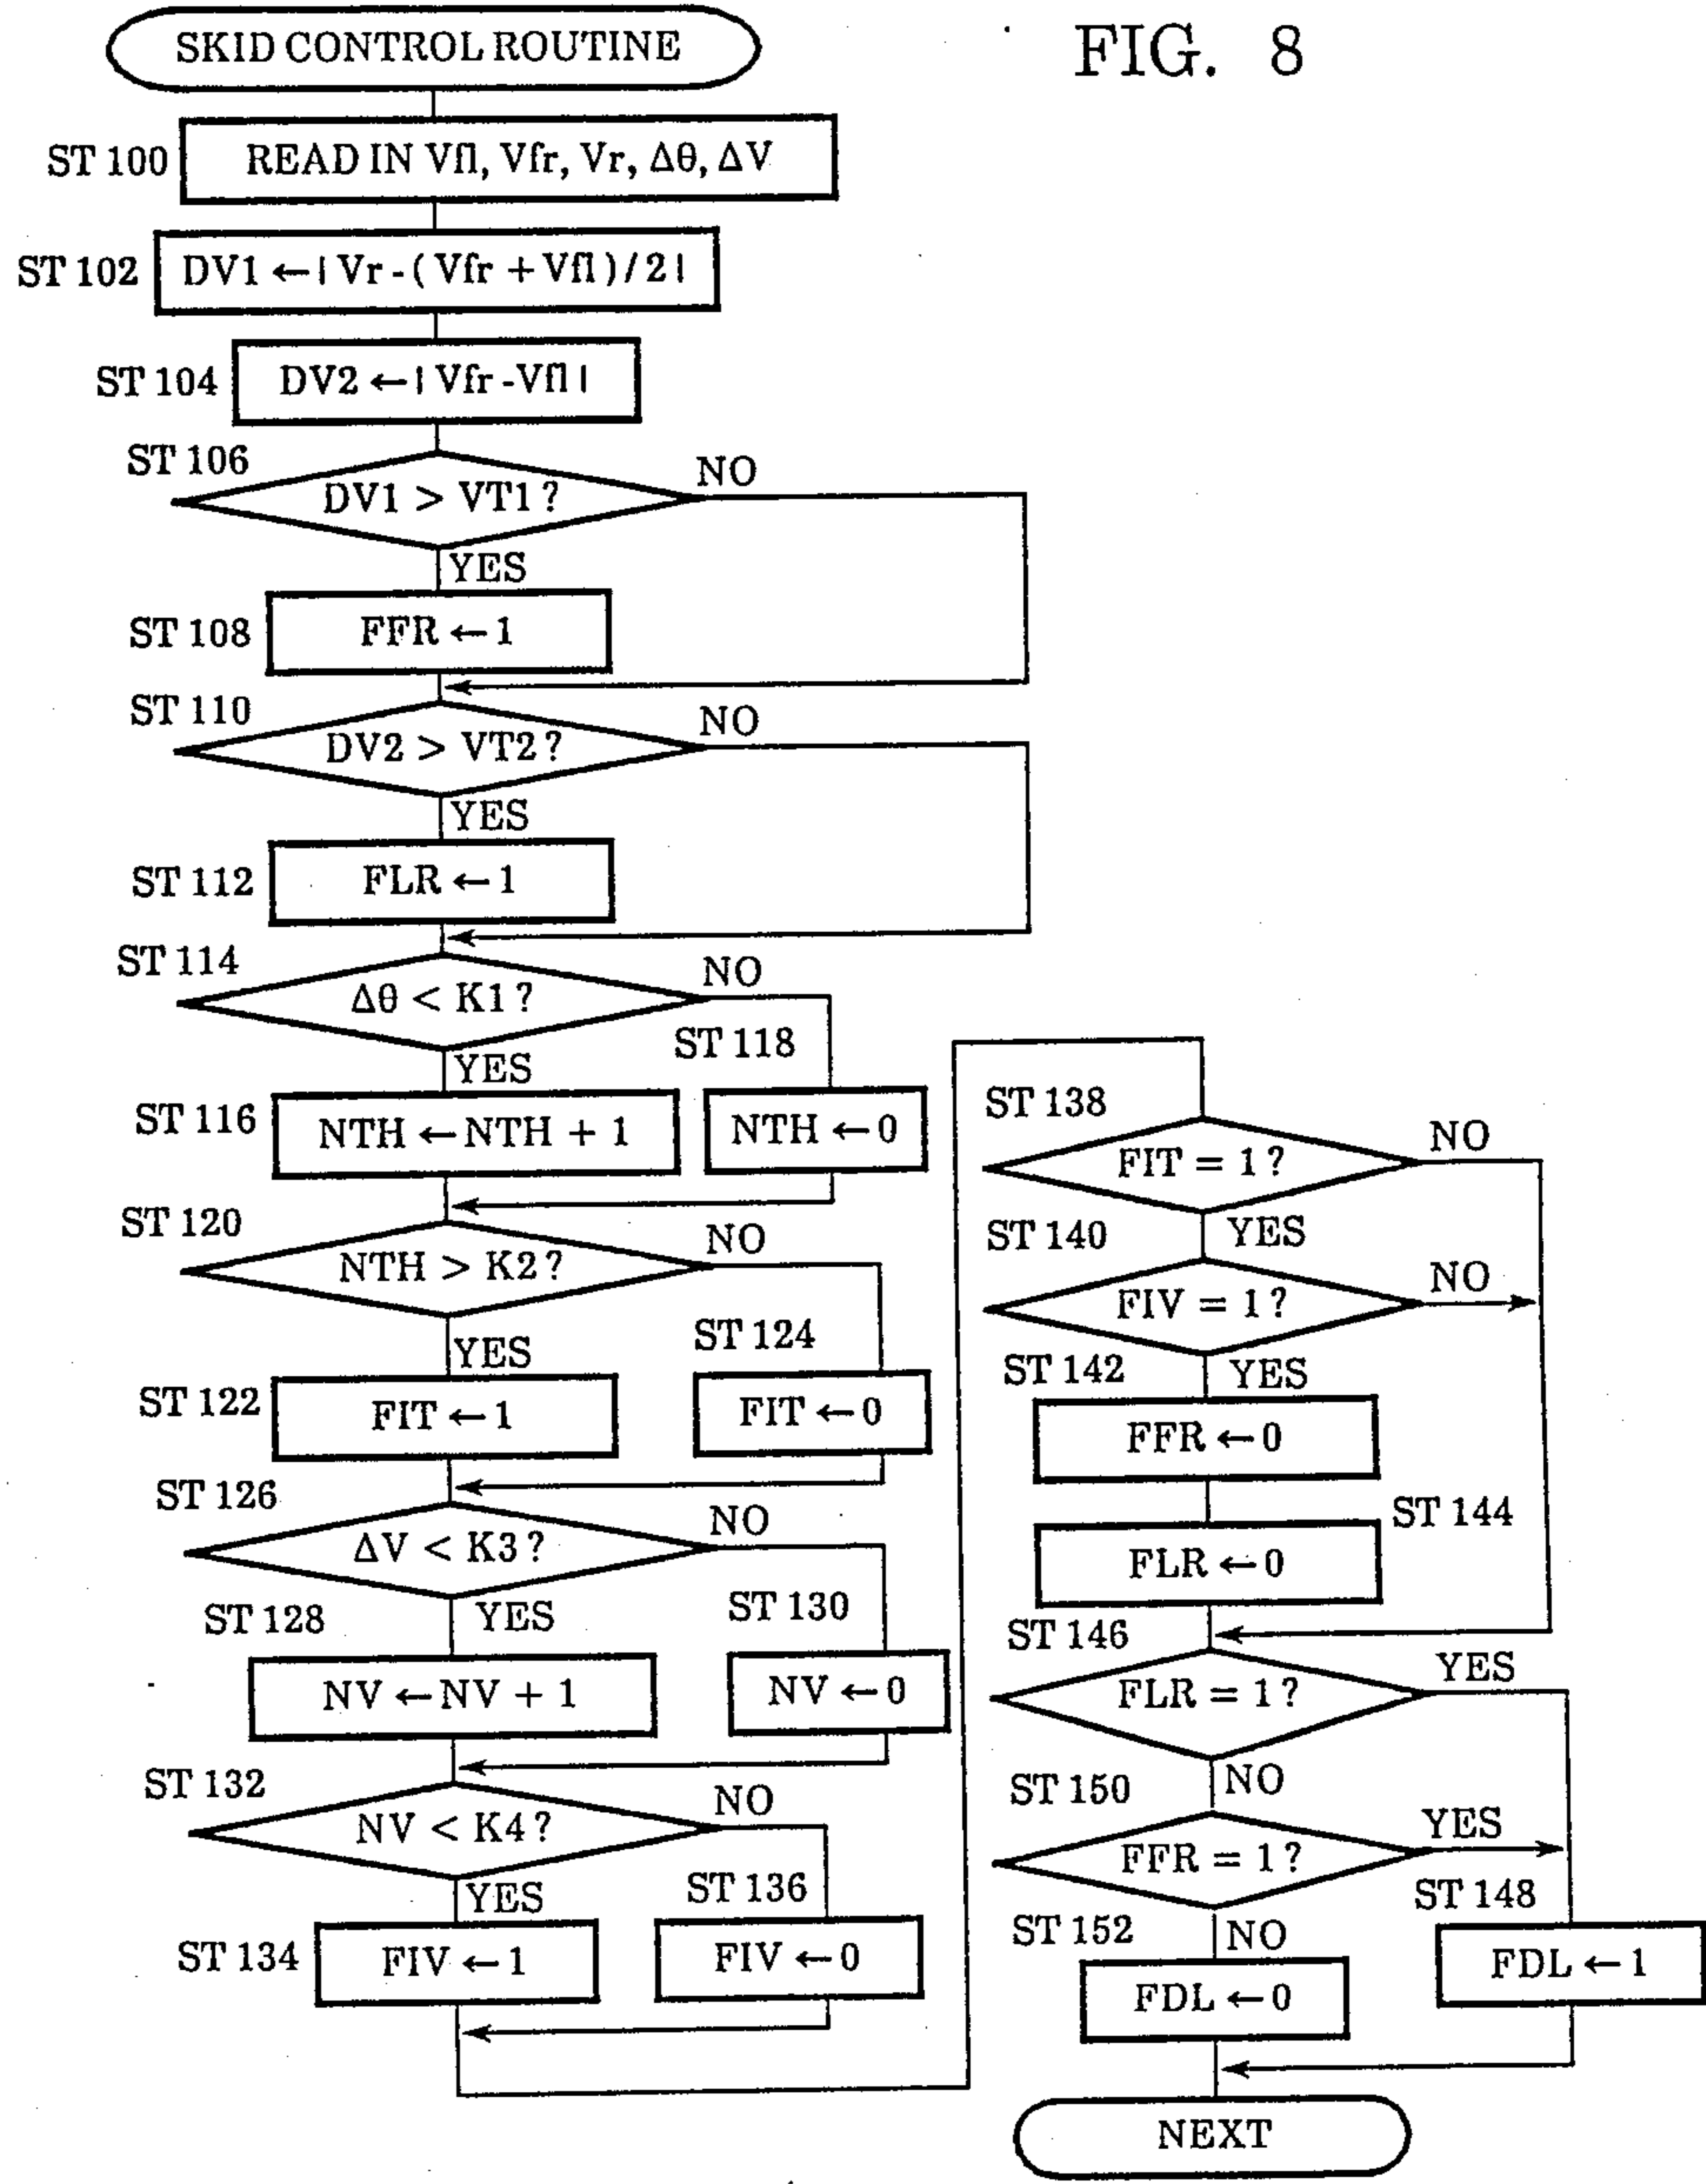 SKID CONTROL ROUTINE
FIG. 8
ST 100
READ IN Vfl, Vfr, Vr, Δθ, ΔV
ST 102
DV1 ← | Vr - ( Vfr + Vfl ) / 2 |
ST 104
DV2 ← | Vfr - Vfl |
ST 106
DV1 > VT1 ?
NO
YES
ST 108
FFR ← 1
ST 110
DV2 > VT2 ?
NO
YES
ST 112
FLR ← 1
ST 114
Δθ < K1 ?
NO
YES
ST 118
ST 116
NTH ← NTH + 1
NTH ← 0
ST 120
NTH > K2 ?
NO
YES
ST 124
ST 122
FIT ← 1
FIT ← 0
ST 126
ΔV < K3 ?
NO
YES
ST 128
ST 130
NV ← NV + 1
NV ← 0
ST 132
NV < K4 ?
NO
YES
ST 136
ST 134
FIV ← 1
FIV ← 0
ST 138
FIT = 1 ?
NO
YES
ST 140
FIV = 1 ?
NO
YES
ST 142
FFR ← 0
ST 144
FLR ← 0
ST 146
FLR = 1 ?
YES
NO
ST 150
FFR = 1 ?
YES
NO
ST 148
ST 152
FDL ← 1
FDL ← 0
NEXT